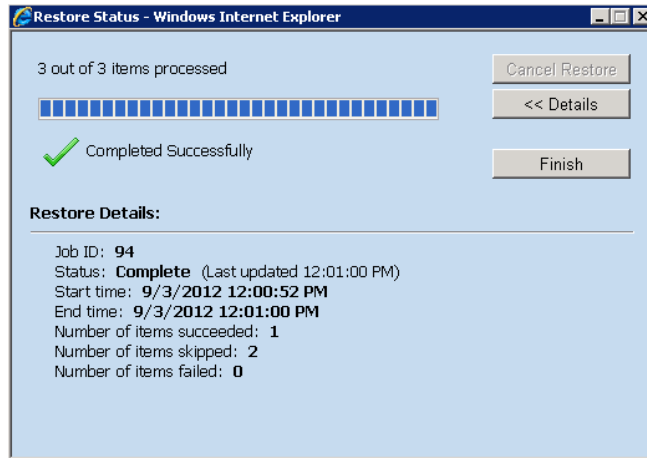 Restore Status - Windows Internet Explorer
3 out of 3 items processed
Cancel Restore
<< Details
Completed Successfully
Finish
Restore Details:
Job ID: 94
Status: Complete (Last updated 12:01:00 PM)
Start time: 9/3/2012 12:00:52 PM
End time: 9/3/2012 12:01:00 PM
Number of items succeeded: 1
Number of items skipped: 2
Number of items failed: 0